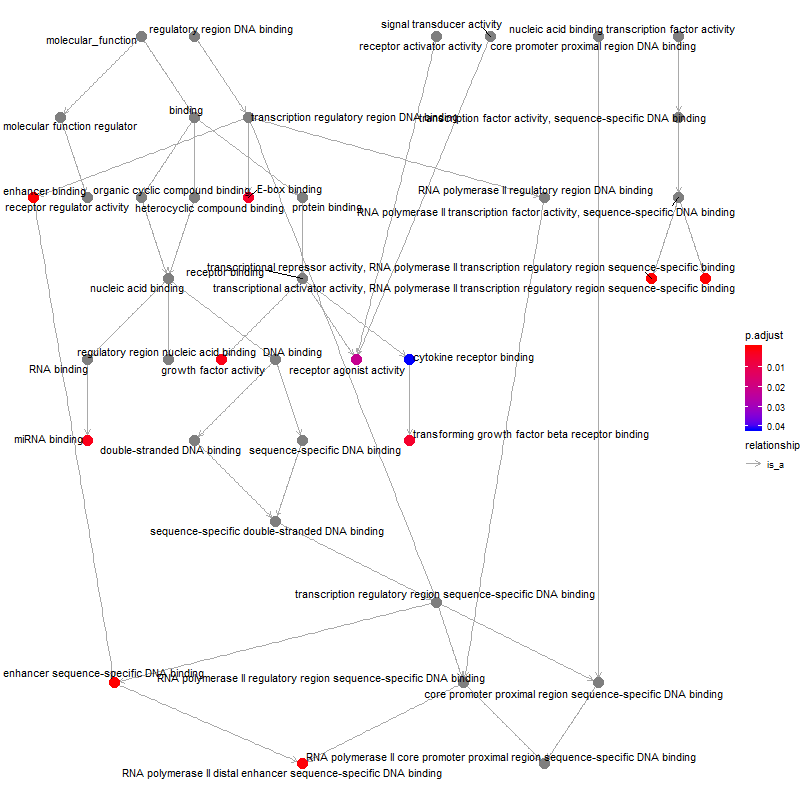 signal transducer activity
regulatory region DNA binding
nucleic acid binding transcription factor activity
molecular_function
receptor activator activity
core promoter proximal region DNA binding
binding
transcription regulatory region DNA binding
transcription factor activity, sequence-specific DNA binding
molecular function regulator
enhancer binding
organic cyclic compound binding
E-box binding
RNA polymerase II regulatory region DNA binding
receptor regulator activity
heterocyclic compound binding
protein binding
RNA polymerase II transcription factor activity, sequence-specific DNA binding
transcriptional repressor activity, RNA polymerase II transcription regulatory region sequence-specific binding
receptor binding
nucleic acid binding
transcriptional activator activity, RNA polymerase II transcription regulatory region sequence-specific binding
p.adjust
0.01
0.02
0.03
0.04
relationship
is_a
regulatory region nucleic acid binding
DNA binding
cytokine receptor binding
RNA binding
growth factor activity
receptor agonist activity
miRNA binding
transforming growth factor beta receptor binding
double-stranded DNA binding
sequence-specific DNA binding
sequence-specific double-stranded DNA binding
transcription regulatory region sequence-specific DNA binding
enhancer sequence-specific DNA binding
RNA polymerase II regulatory region sequence-specific DNA binding
core promoter proximal region sequence-specific DNA binding
RNA polymerase II core promoter proximal region sequence-specific DNA binding
RNA polymerase II distal enhancer sequence-specific DNA binding